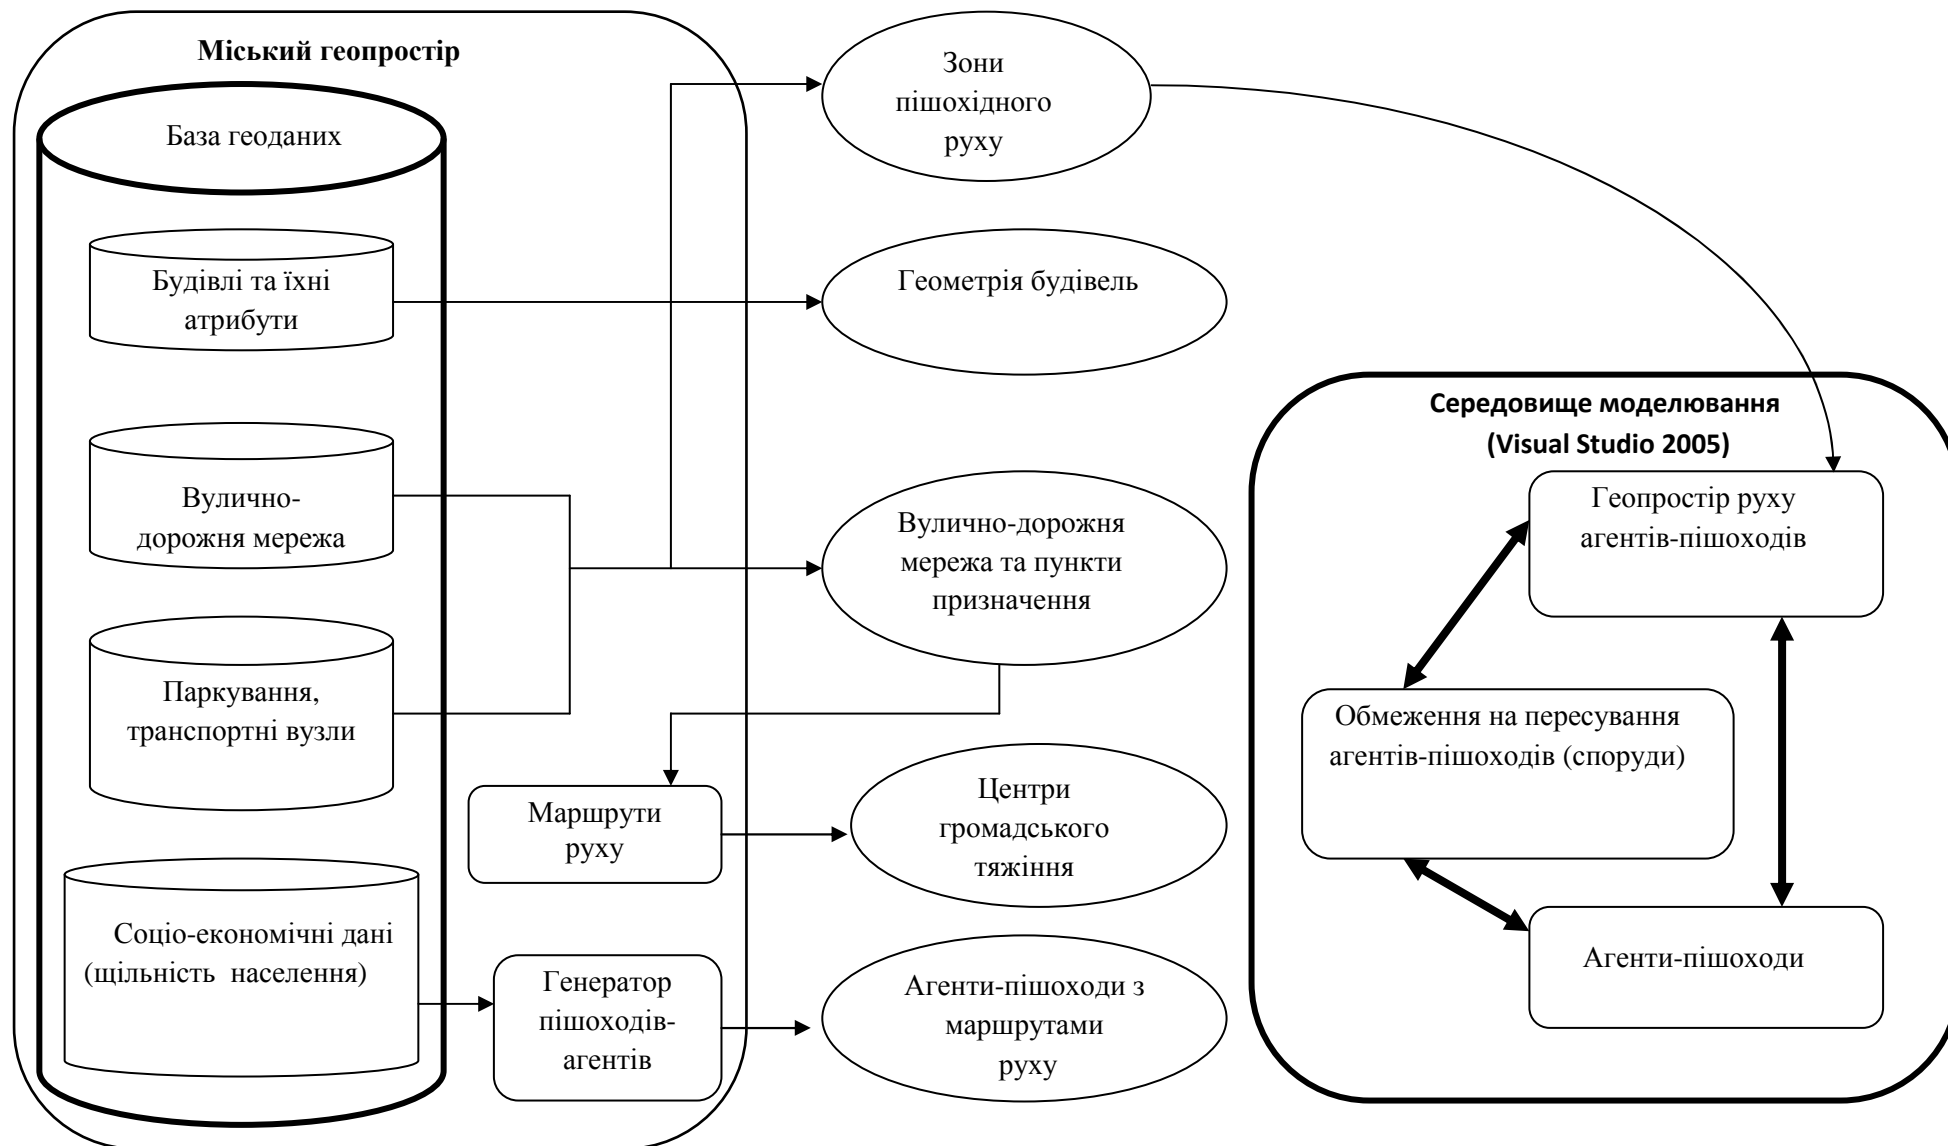 Міський геопростір
База геоданих
Будівлі та їхні
атрибути
Вулично-
дорожня мережа
Паркування,
транспортні вузли
Соціо-економічні дані
(щільність населення)
Маршрути
руху
Генератор
пішоходів-
агентів
Зони
пішохідного
руху
Геометрія будівель
Вулично-дорожня
мережа та пункти
призначення
Центри
громадського
тяжіння
Агенти-пішоходи з
маршрутами
руху
Середовище моделювання
(Visual Studio 2005)
Геопростір руху
агентів-пішоходів
Обмеження на пересування
агентів-пішоходів (споруди)
Агенти-пішоходи